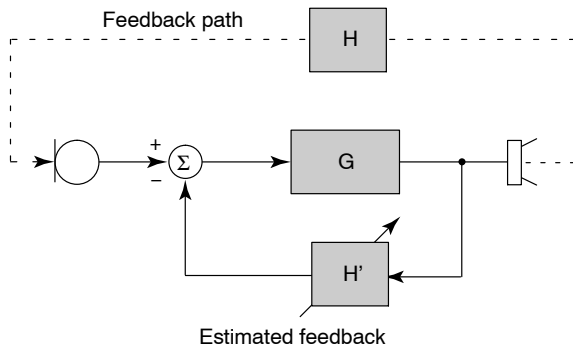 Feedback path
H
+
Σ
−
G
H'
Estimated feedback